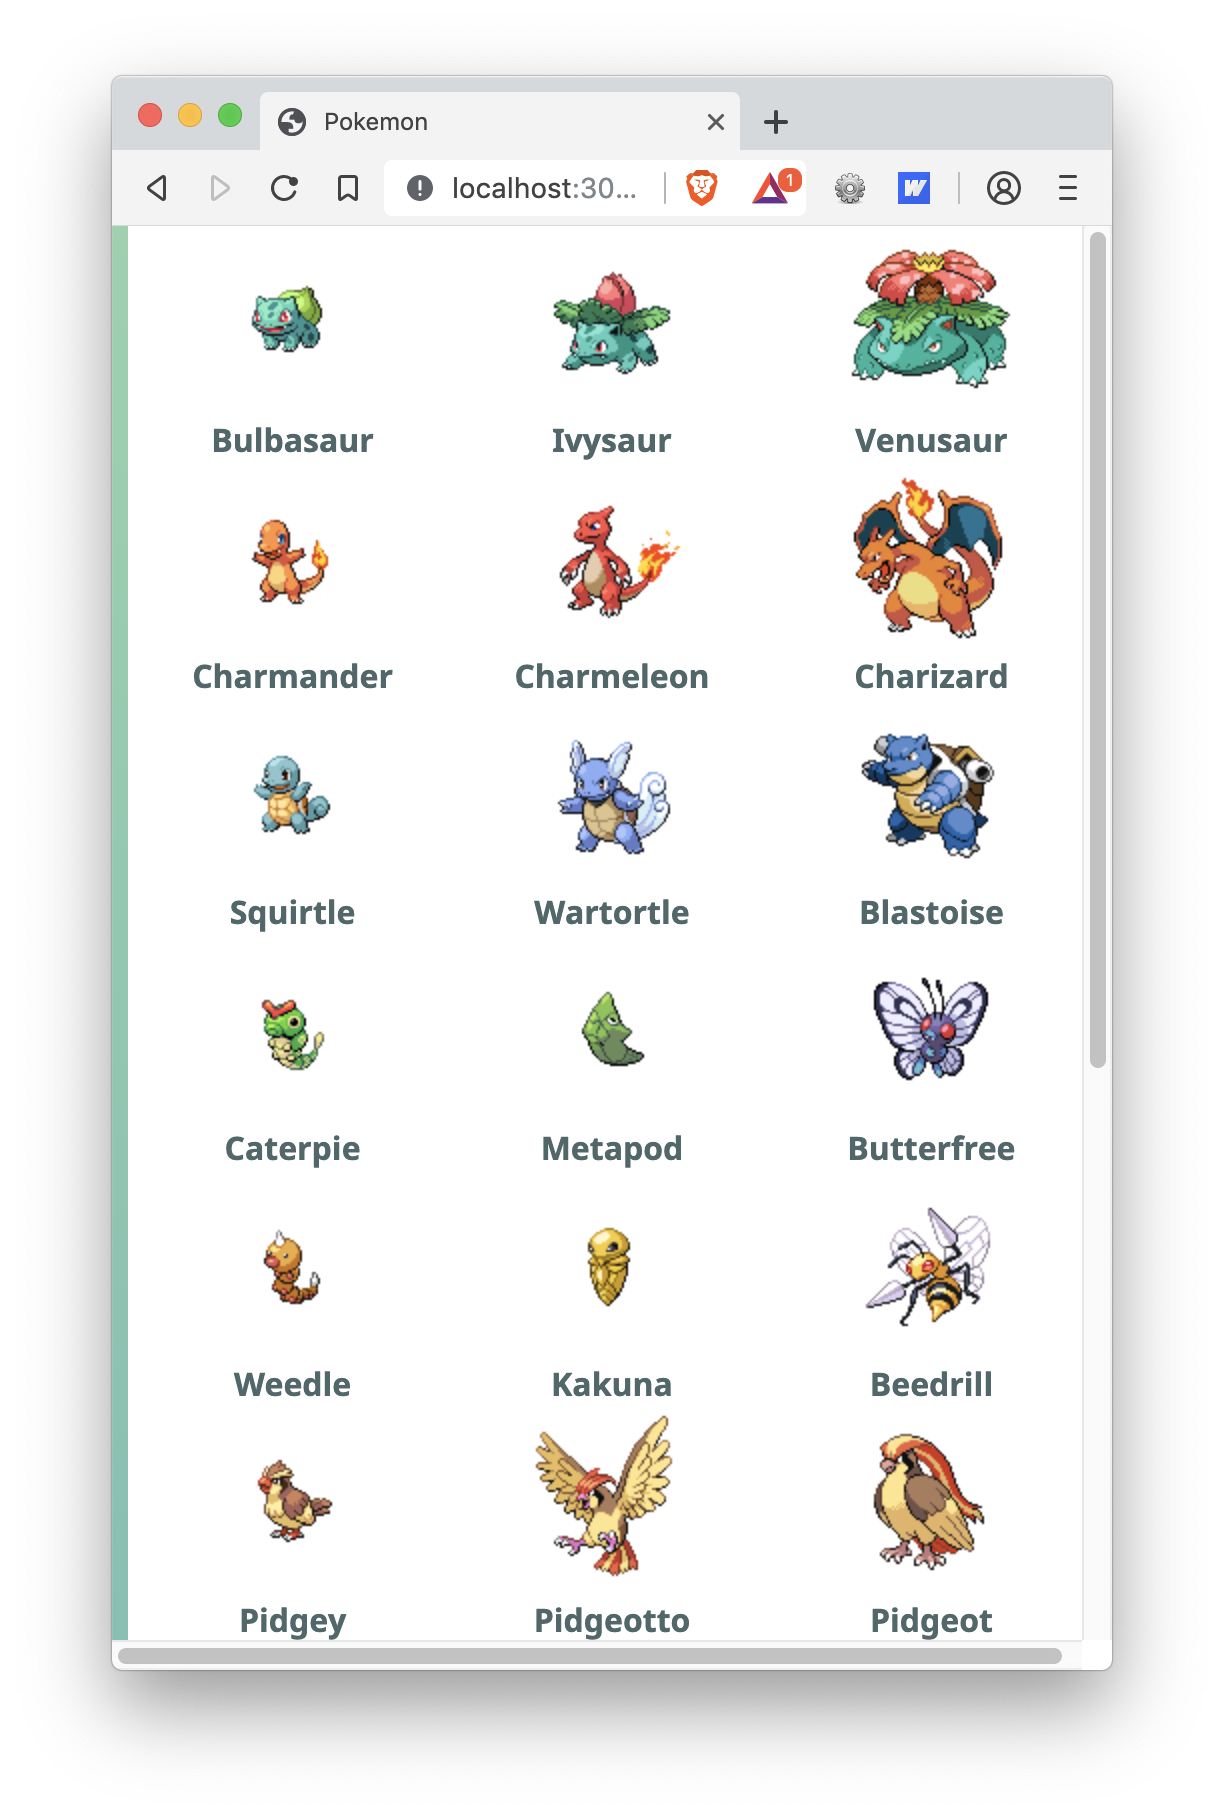 Pokemon
localhost:30...
1
Bulbasaur Ivysaur Venusaur
Charmander Charmeleon Charizard
Squirtle Wartortle Blastoise
Caterpie Metapod Butterfree
Weedle Kakuna Beedrill
Pidgey Pidgeotto Pidgeot